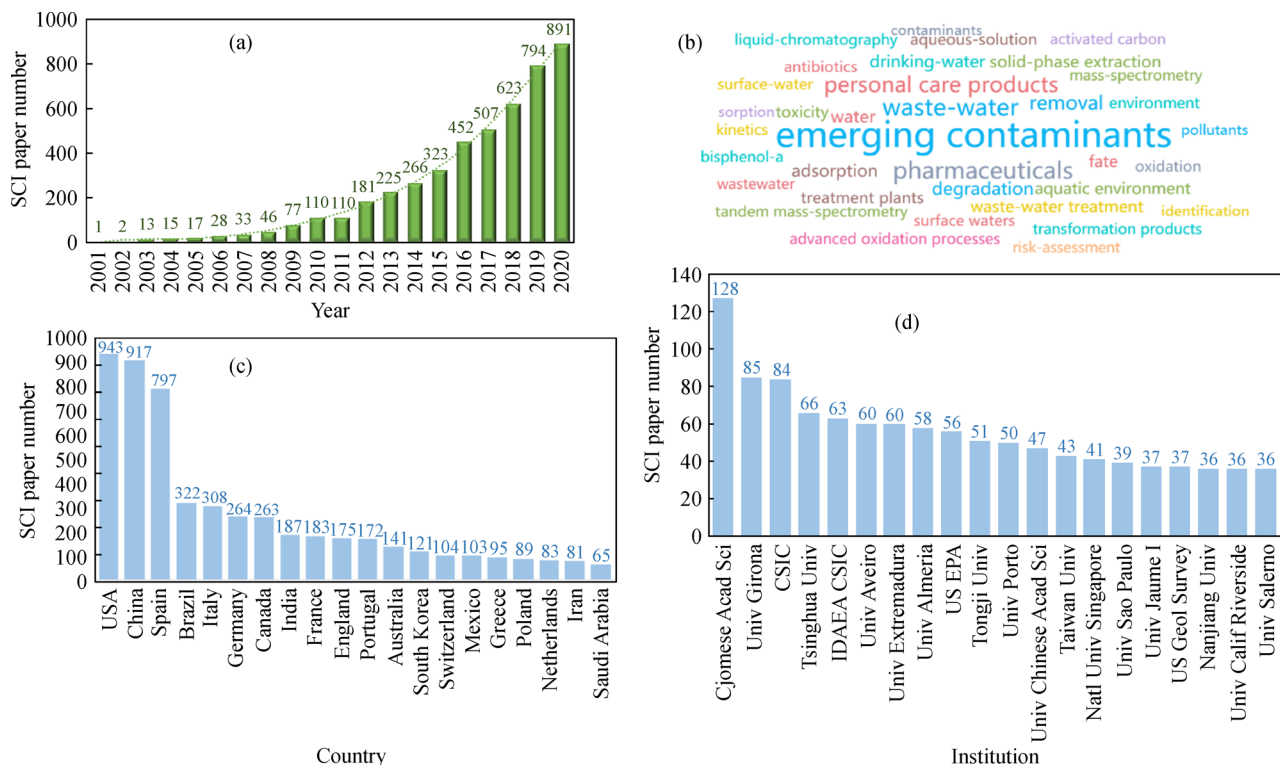 (a)
SCI paper number
1000
800
600
400
200
0
1 2 13 15 17 28 33 46 77 110 110 181 225 266 323 452 507 623 794 891
2001 2002 2003 2004 2005 2006 2007 2008 2009 2010 2011 2012 2013 2014 2015 2016 2017 2018 2019 2020
Year
(b)
contaminants
liquid-chromatography aqueous-solution activated carbon
antibiotics drinking-water solid-phase extraction
surface-water personal care products mass-spectrometry
sorption toxicity water waste-water removal environment
kinetics emerging contaminants pollutants
bisphenol-a adsorption pharmaceuticals fate oxidation
wastewater treatment plants degradation aquatic environment
tandem mass-spectrometry surface waters waste-water treatment identification
advanced oxidation processes transformation products
risk-assessment
(c)
SCI paper number
1000
900
800
700
600
500
400
300
200
100
0
943 917 797 322 308 264 263 187 183 175 172 141 121 104 103 95 89 83 81 65
USA
China
Spain
Brazil
Italy
Germany
Canada
India
France
England
Portugal
Australia
South Korea
Switzerland
Mexico
Greece
Poland
Netherlands
Iran
Saudi Arabia
Country
(d)
SCI paper number
140
120
100
80
60
40
20
0
128 85 84 66 63 60 60 58 56 51 50 47 43 41 39 37 37 36 36 36
Cjomese Acad Sci
Univ Girona
CSIC
Tsinghua Univ
IDAEA CSIC
Univ Aveiro
Univ Extremadura
Univ Almeria
US EPA
Tongji Univ
Univ Porto
Univ Chinese Acad Sci
Taiwan Univ
Natl Univ Singapore
Univ Sao Paulo
Univ Jaume I
US Geol Survey
Nanjiang Univ
Univ Calif Riverside
Univ Salerno
Institution